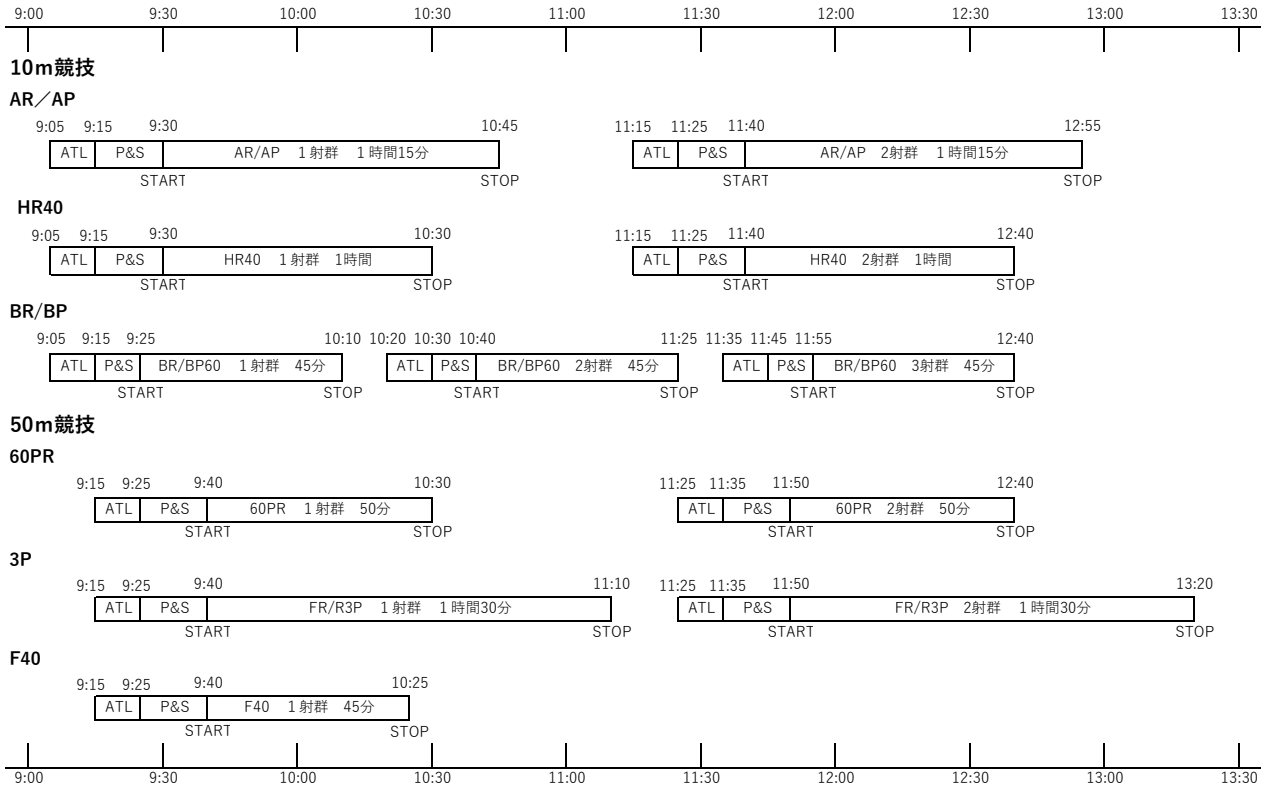 9:00 9:30 10:00 10:30 11:00 11:30 12:00 12:30 13:00 13:30
10m競技
AR／AP
9:05 9:15 9:30 10:45 11:15 11:25 11:40 12:55
ATL P&S AR/AP １射群 １時間15分 ATL P&S AR/AP 2射群 １時間15分
START STOP START STOP
HR40
9:05 9:15 9:30 10:30 11:15 11:25 11:40 12:40
ATL P&S HR40 １射群 1時間 ATL P&S HR40 2射群 1時間
START STOP START STOP
BR/BP
9:05 9:15 9:25 10:10 10:20 10:30 10:40 11:25 11:35 11:45 11:55 12:40
ATL P&S BR/BP60 １射群 45分 ATL P&S BR/BP60 2射群 45分 ATL P&S BR/BP60 3射群 45分
START STOP START STOP START STOP
50m競技
60PR
9:15 9:25 9:40 10:30 11:25 11:35 11:50 12:40
ATL P&S 60PR １射群 50分 ATL P&S 60PR 2射群 50分
START STOP START STOP
3P
9:15 9:25 9:40 11:10 11:25 11:35 11:50 13:20
ATL P&S FR/R3P １射群 １時間30分 ATL P&S FR/R3P 2射群 １時間30分
START STOP START STOP
F40
9:15 9:25 9:40 10:25
ATL P&S F40 １射群 45分
START STOP
9:00 9:30 10:00 10:30 11:00 11:30 12:00 12:30 13:00 13:30